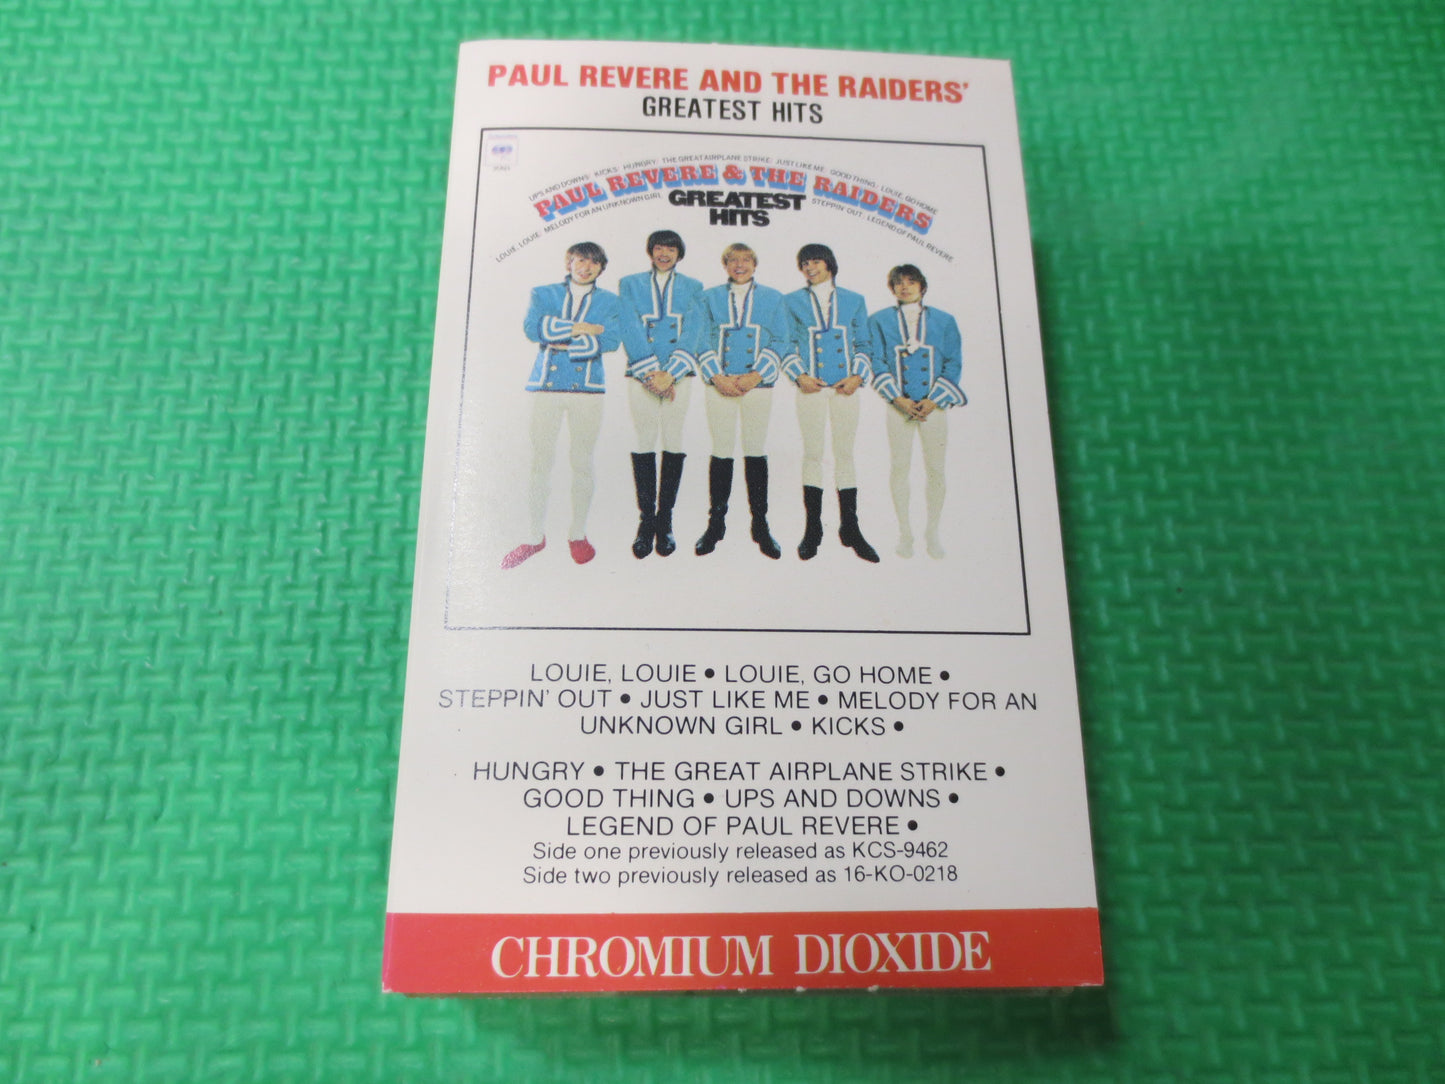 PAUL REVERE AND THE RAIDERS'
GREATEST HITS
UPS AND DOWNS · KICKS · HUNGRY · THE GREAT AIRPLANE STRIKE · JUST LIKE ME · GOOD THING · LOUIE, GO HOME
PAUL REVERE & THE RAIDERS
LOUIE, LOUIE · MELODY FOR AN UNKNOWN GIRL
GREATEST
HITS
STEPPIN' OUT · LEGEND OF PAUL REVERE
LOUIE, LOUIE • LOUIE, GO HOME •
STEPPIN' OUT • JUST LIKE ME • MELODY FOR AN
UNKNOWN GIRL • KICKS •
HUNGRY • THE GREAT AIRPLANE STRIKE •
GOOD THING • UPS AND DOWNS •
LEGEND OF PAUL REVERE •
Side one previously released as KCS-9462
Side two previously released as 16-KO-0218
CHROMIUM DIOXIDE